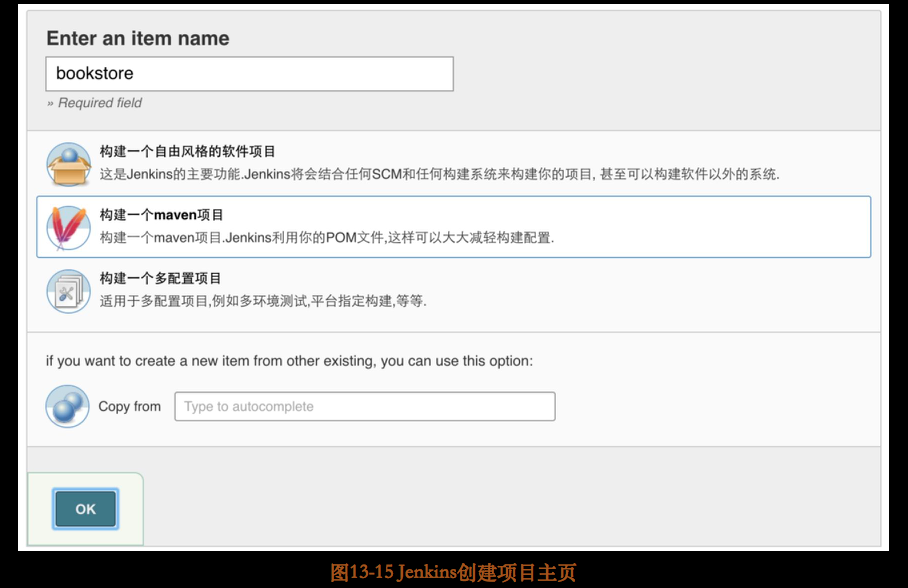 Enter an item name
bookstore
» Required field
构建一个自由风格的软件项目
这是Jenkins的主要功能.Jenkins将会结合任何SCM和任何构建系统来构建你的项目, 甚至可以构建软件以外的系统.
构建一个maven项目
构建一个maven项目.Jenkins利用你的POM文件,这样可以大大减轻构建配置.
构建一个多配置项目
适用于多配置项目,例如多环境测试,平台指定构建,等等.
if you want to create a new item from other existing, you can use this option:
Copy from Type to autocomplete
OK
图13-15 Jenkins创建项目主页